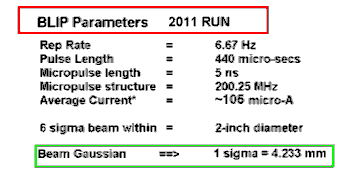 BLIP Parameters 2011 RUN
Rep Rate = 6.67 Hz
Pulse Length = 440 micro-secs
Micropulse length = 5 ns
Micropulse structure = 200.25 MHz
Average Current* = ~105 micro-A
6 sigma beam within = 2-inch diameter
Beam Gaussian ==> 1 sigma = 4.233 mm